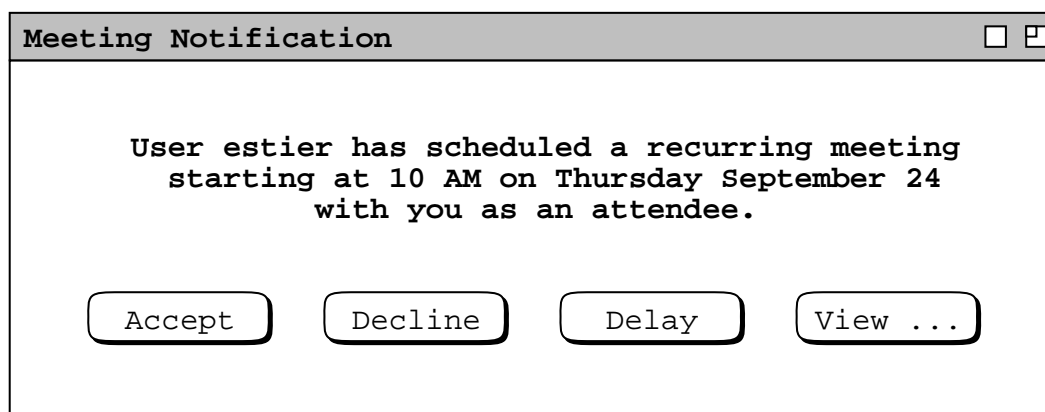 Meeting Notification
User estier has scheduled a recurring meeting
starting at 10 AM on Thursday September 24
with you as an attendee.
Accept Decline Delay View ...